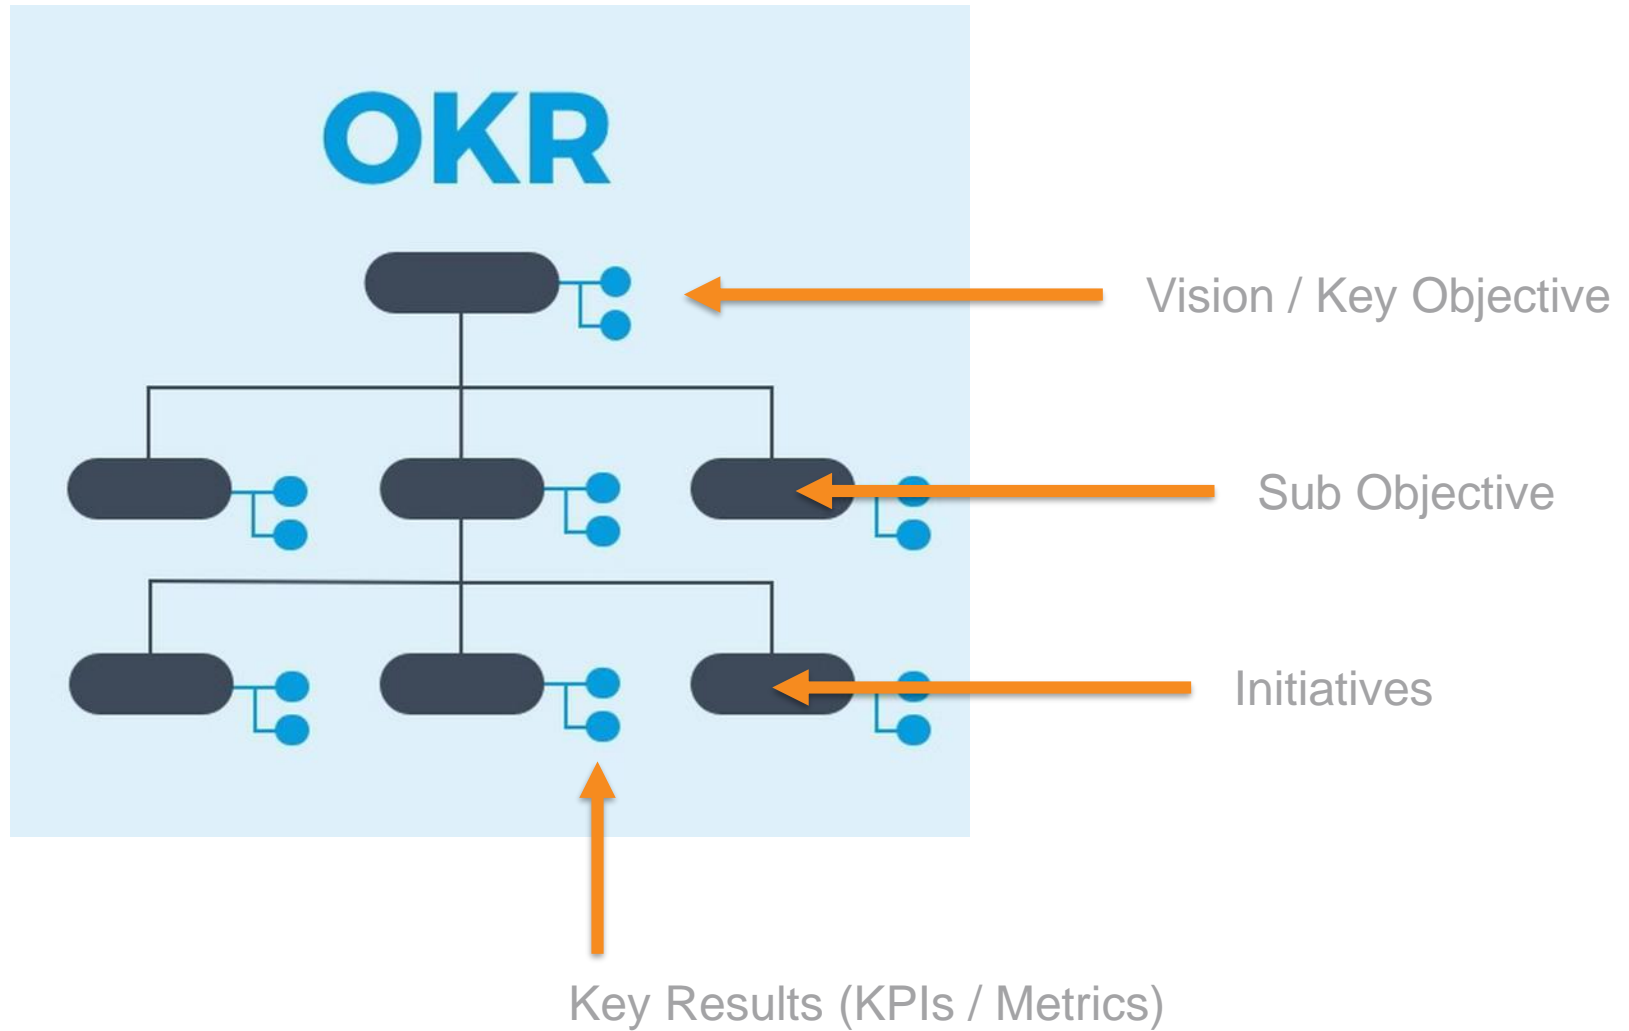 OKR
Vision / Key Objective
Sub Objective
Initiatives
Key Results (KPIs / Metrics)